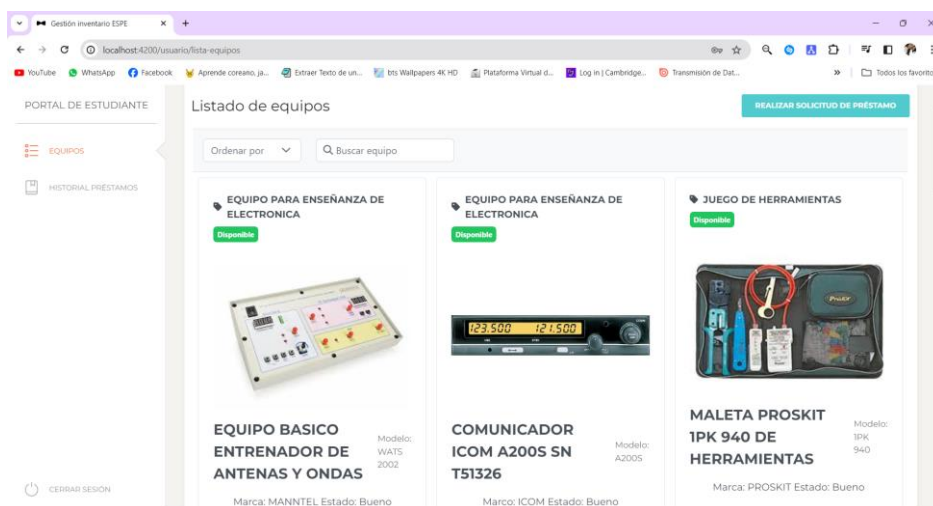 Gestión inventario ESPE
localhost:4200/usuario/lista-equipos
YouTube WhatsApp Facebook Aprende coreano, ja... Extraer Texto de un... bts Wallpapers 4K HD Plataforma Virtual d... Log in | Cambridge... Transmisión de Dat... Todos los favorito
PORTAL DE ESTUDIANTE
EQUIPOS
HISTORIAL PRÉSTAMOS
CERRAR SESIÓN
Listado de equipos
REALIZAR SOLICITUD DE PRÉSTAMO
Ordenar por
Buscar equipo
EQUIPO PARA ENSEÑANZA DE
ELECTRONICA
Disponible
EQUIPO BASICO
ENTRENADOR DE
ANTENAS Y ONDAS
Modelo:
WATS
2002
Marca: MANNTEL Estado: Bueno
EQUIPO PARA ENSEÑANZA DE
ELECTRONICA
Disponible
123.500 121.500
COMUNICADOR
ICOM A200S SN
T51326
Modelo:
A200S
Marco: ICOM Estado: Bueno
JUEGO DE HERRAMIENTAS
Disponible
ProsKit
MALETA PROSKIT
1PK 940 DE
HERRAMIENTAS
Modelo:
1PK
940
Marca: PROSKIT Estado: Bueno